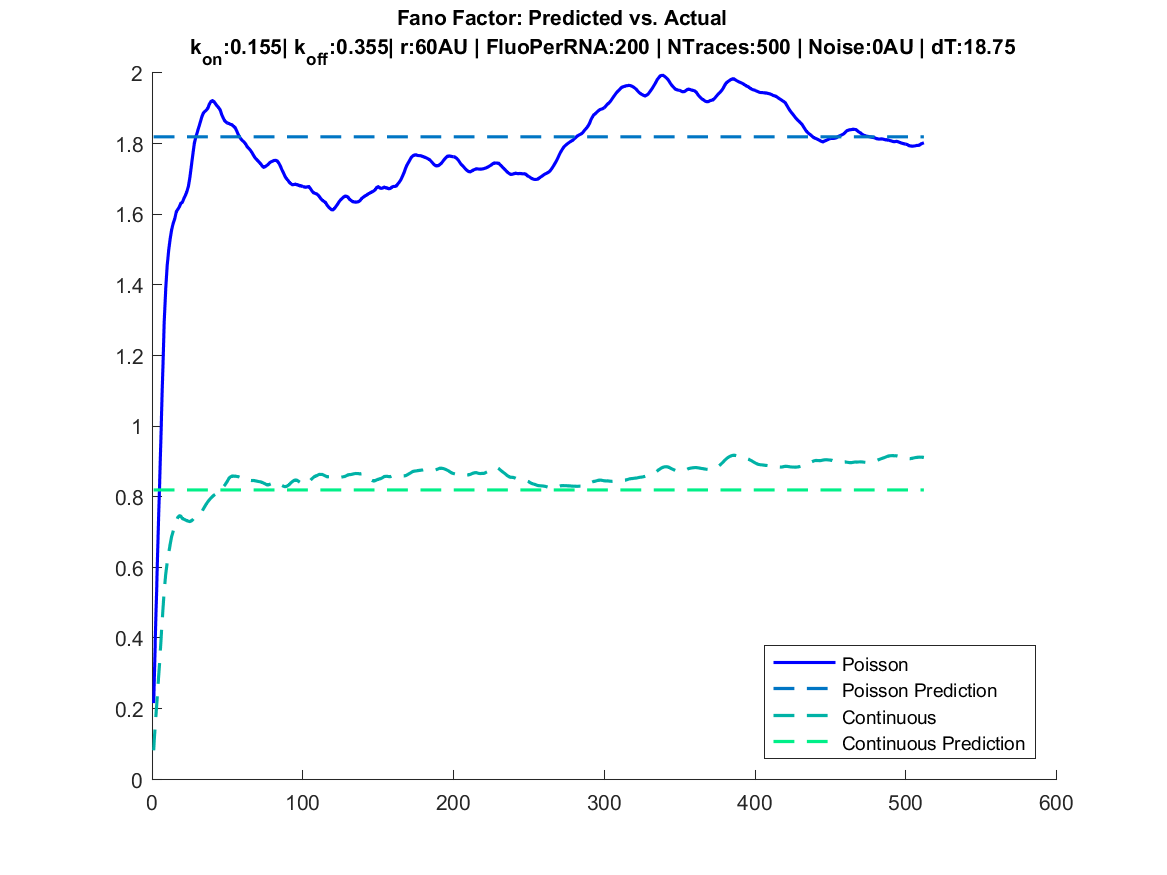 Fano Factor: Predicted vs. Actual
kon:0.155| koff:0.355| r:60AU | FluoPerRNA:200 | NTraces:500 | Noise:0AU | dT:18.75
2
1.8
1.6
1.4
1.2
1
0.8
0.6
0.4
0.2
0
Poisson
Poisson Prediction
Continuous
Continuous Prediction
0 100 200 300 400 500 600